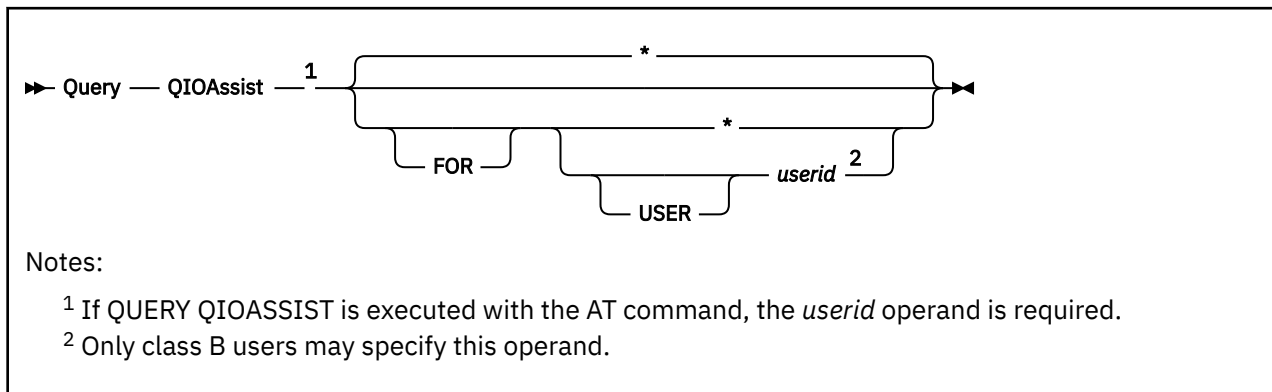 *
Query QIOAssist 1
*
FOR userid 2
USER
Notes:
1 If QUERY QIOASSIST is executed with the AT command, the userid operand is required.
2 Only class B users may specify this operand.